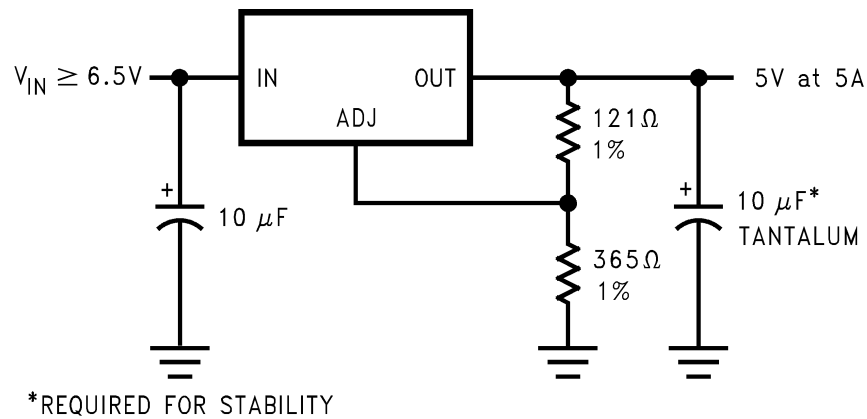 V_IN ≥ 6.5V
IN
OUT
ADJ
5V at 5A
121Ω
1%
+
10 μF
+
10 μF*
TANTALUM
365Ω
1%
*REQUIRED FOR STABILITY